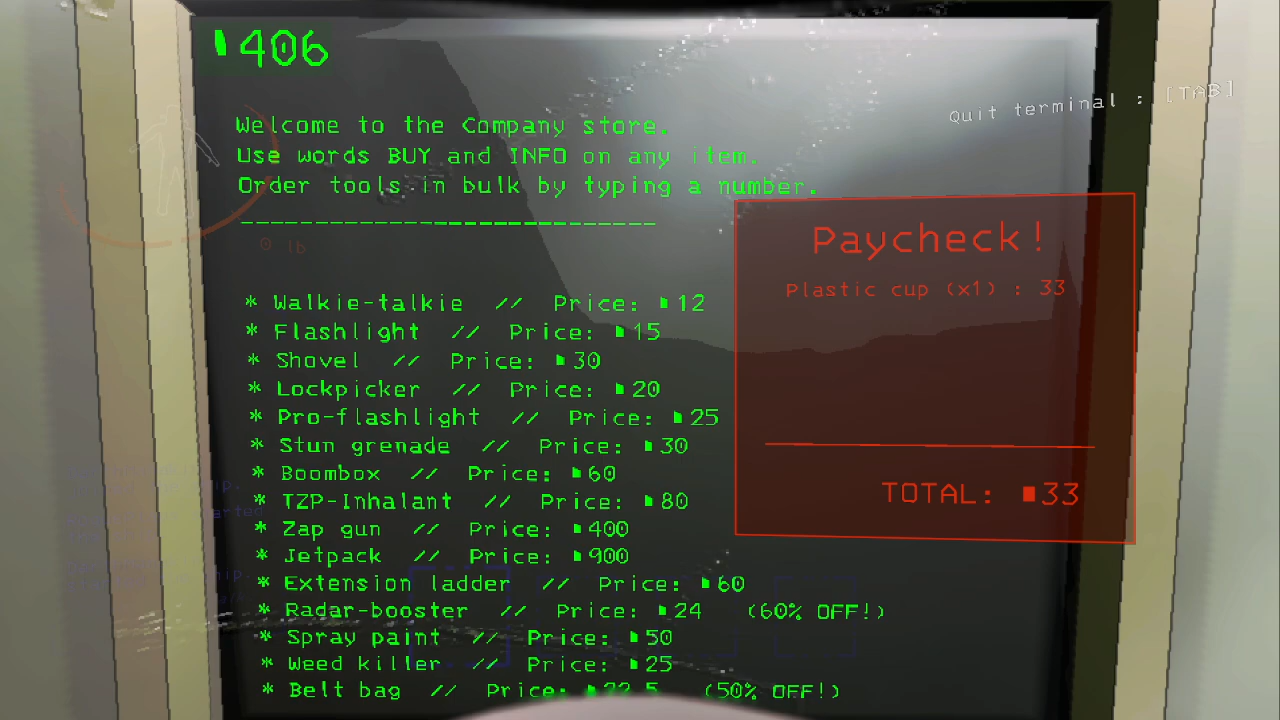 406
Quit terminal : [TAB]
Welcome to the Company store.
Use words BUY and INFO on any item.
Order tools in bulk by typing a number.
-----------------------------
0 lb
Paycheck!
Plastic cup (x1) : 33
TOTAL: 33
* Walkie-talkie // Price: 12
* Flashlight // Price: 15
* Shovel // Price: 30
* Lockpicker // Price: 20
* Pro-flashlight // Price: 25
* Stun grenade // Price: 30
* Boombox // Price: 60
* TZP-Inhalant // Price: 80
* Zap gun // Price: 400
* Jetpack // Price: 900
* Extension ladder // Price: 60
* Radar-booster // Price: 24 (60% OFF!)
* Spray paint // Price: 50
* Weed killer // Price: 25
* Belt bag // Price: 22.5 (50% OFF!)